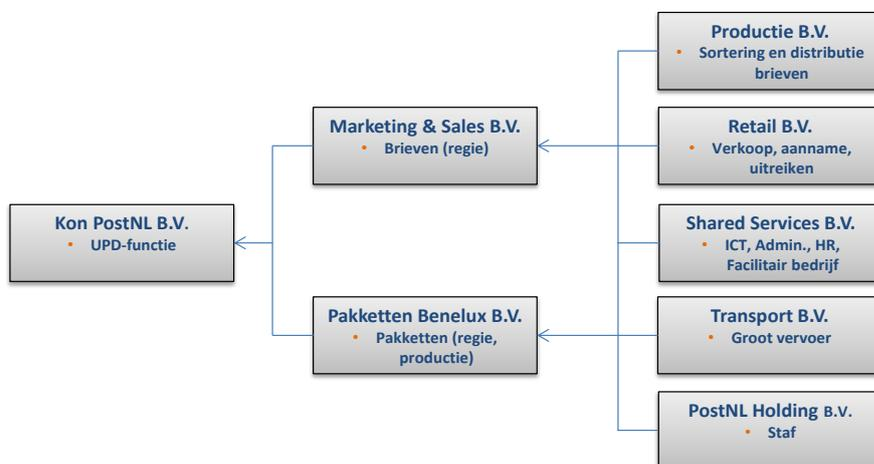 Kon PostNL B.V.
• UPD-functie
Marketing & Sales B.V.
• Brieven (regie)
Pakketten Benelux B.V.
• Pakketten (regie,
productie)
Productie B.V.
• Sortering en distributie
brieven
Retail B.V.
• Verkoop, aanname,
uitreiken
Shared Services B.V.
• ICT, Admin., HR,
Facilitair bedrijf
Transport B.V.
• Groot vervoer
PostNL Holding B.V.
• Staf